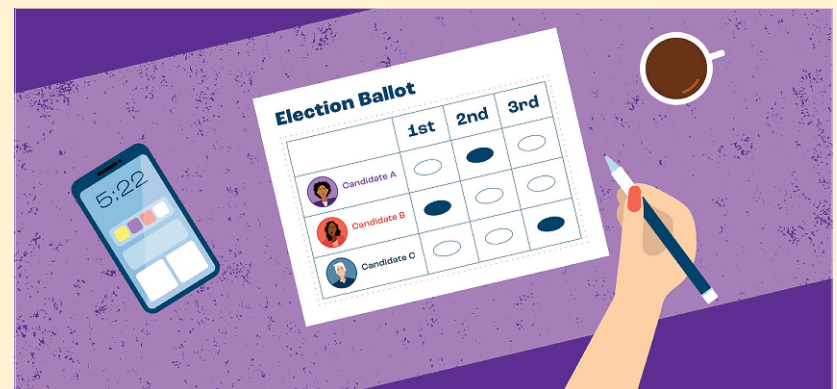 Election Ballot
1st 2nd 3rd
Candidate A
Candidate B
Candidate C
5:22